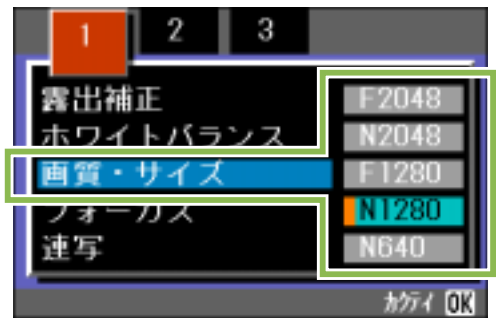 1 2 3
露出補正 F2048
ホワイトバランス N2048
画質・サイズ F1280
フォーカス N1280
連写 N640
ｶｸﾃｲ OK